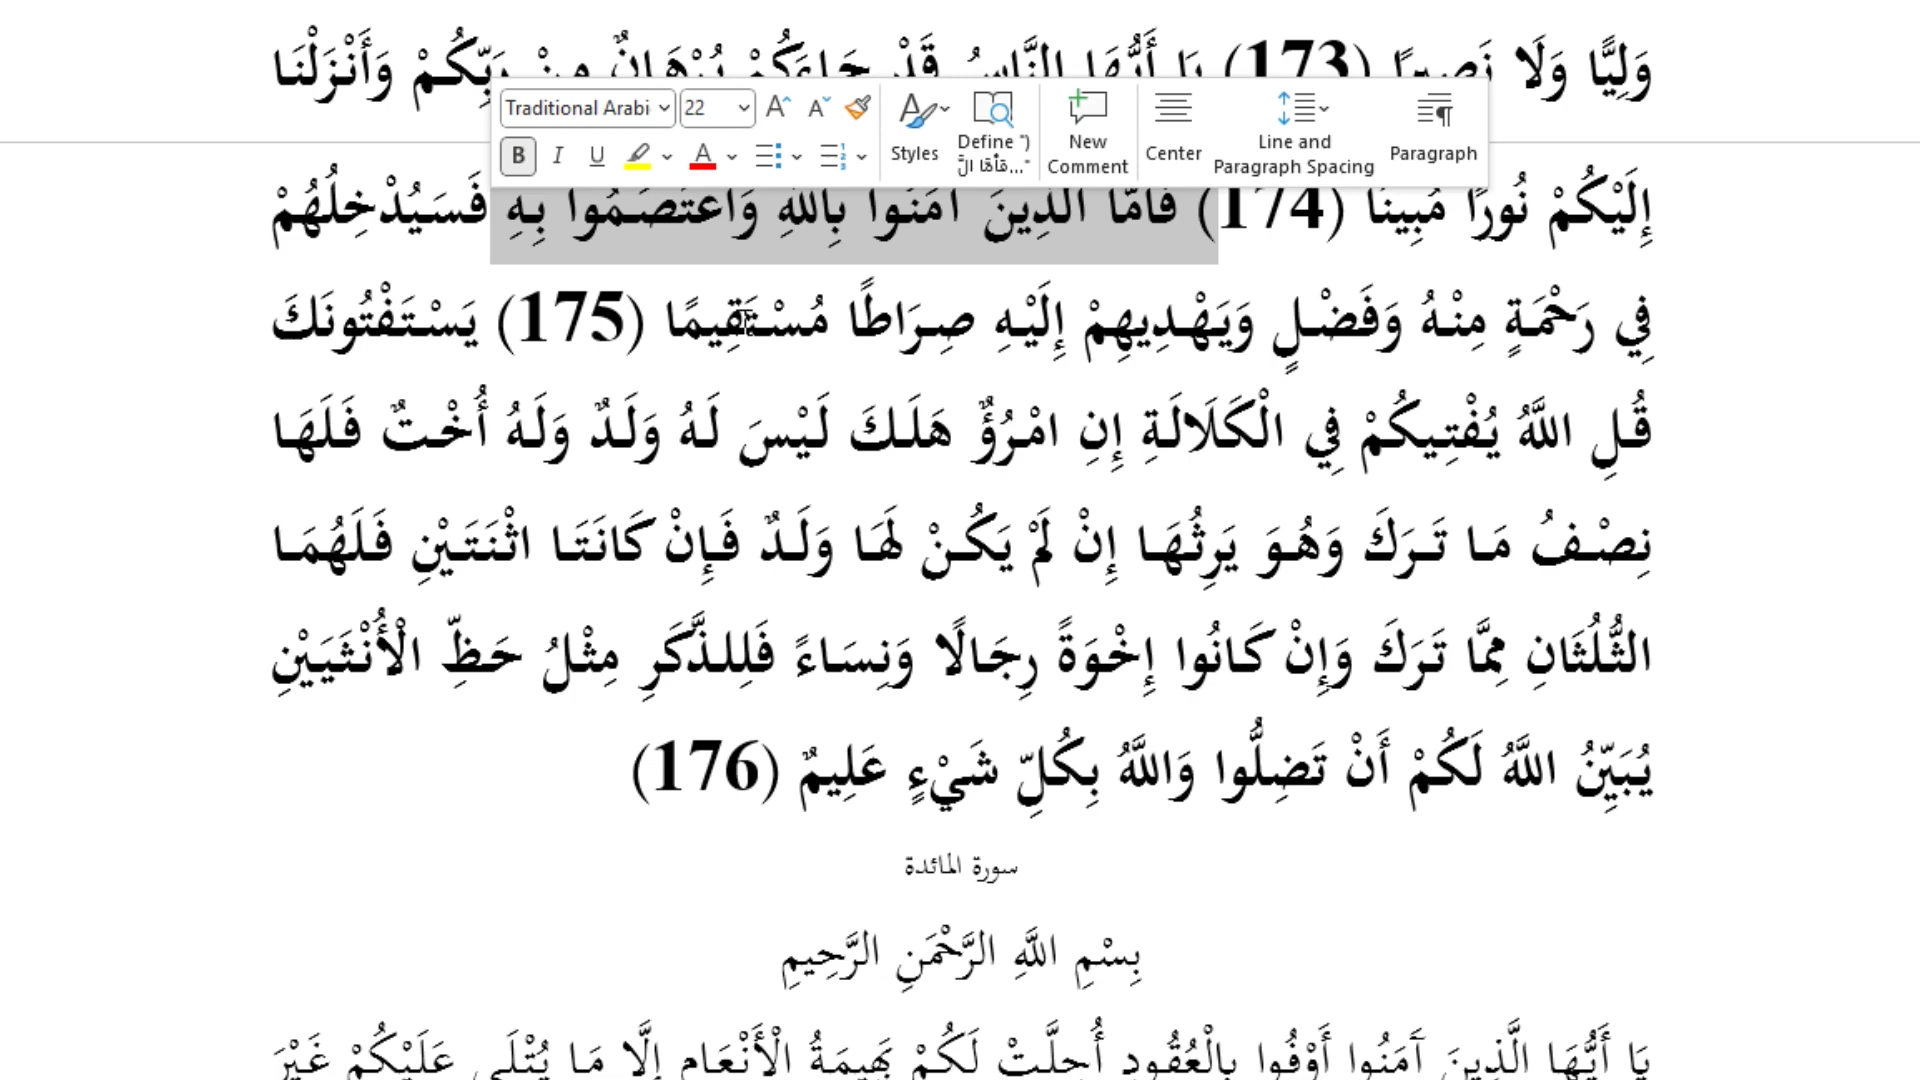 وَلِيًّا وَلَا نَصِيرًا (173) يَا أَيُّهَا النَّاسُ قَدْ جَاءَكُمْ بُرْهَانٌ مِنْ رَبِّكُمْ وَأَنْزَلْنَا
Traditional Arabi 22
B I U A Styles Define ") "...فَأَمَّا الَّ New Comment Center Line and Paragraph Spacing Paragraph
إِلَيْكُمْ نُورًا مُبِينًا (174) فَأَمَّا الَّذِينَ آمَنُوا بِاللَّهِ وَاعْتَصَمُوا بِهِ فَسَيُدْخِلُهُمْ
فِي رَحْمَةٍ مِنْهُ وَفَضْلٍ وَيَهْدِيهِمْ إِلَيْهِ صِرَاطًا مُسْتَقِيمًا (175) يَسْتَفْتُونَكَ
قُلِ اللَّهُ يُفْتِيكُمْ فِي الْكَلَالَةِ إِنِ امْرُؤٌ هَلَكَ لَيْسَ لَهُ وَلَدٌ وَلَهُ أُخْتٌ فَلَهَا
نِصْفُ مَا تَرَكَ وَهُوَ يَرِثُهَا إِنْ لَمْ يَكُنْ لَهَا وَلَدٌ فَإِنْ كَانَتَا اثْنَتَيْنِ فَلَهُمَا
الثُّلُثَانِ مِمَّا تَرَكَ وَإِنْ كَانُوا إِخْوَةً رِجَالًا وَنِسَاءً فَلِلذَّكَرِ مِثْلُ حَظِّ الْأُنْثَيَيْنِ
يُبَيِّنُ اللَّهُ لَكُمْ أَنْ تَضِلُّوا وَاللَّهُ بِكُلِّ شَيْءٍ عَلِيمٌ (176)
سورة المائدة
بِسْمِ اللَّهِ الرَّحْمَنِ الرَّحِيمِ
يَا أَيُّهَا الَّذِينَ آمَنُوا أَوْفُوا بِالْعُقُودِ أُحِلَّتْ لَكُمْ بَهِيمَةُ الْأَنْعَامِ إِلَّا مَا يُتْلَى عَلَيْكُمْ غَيْرَ